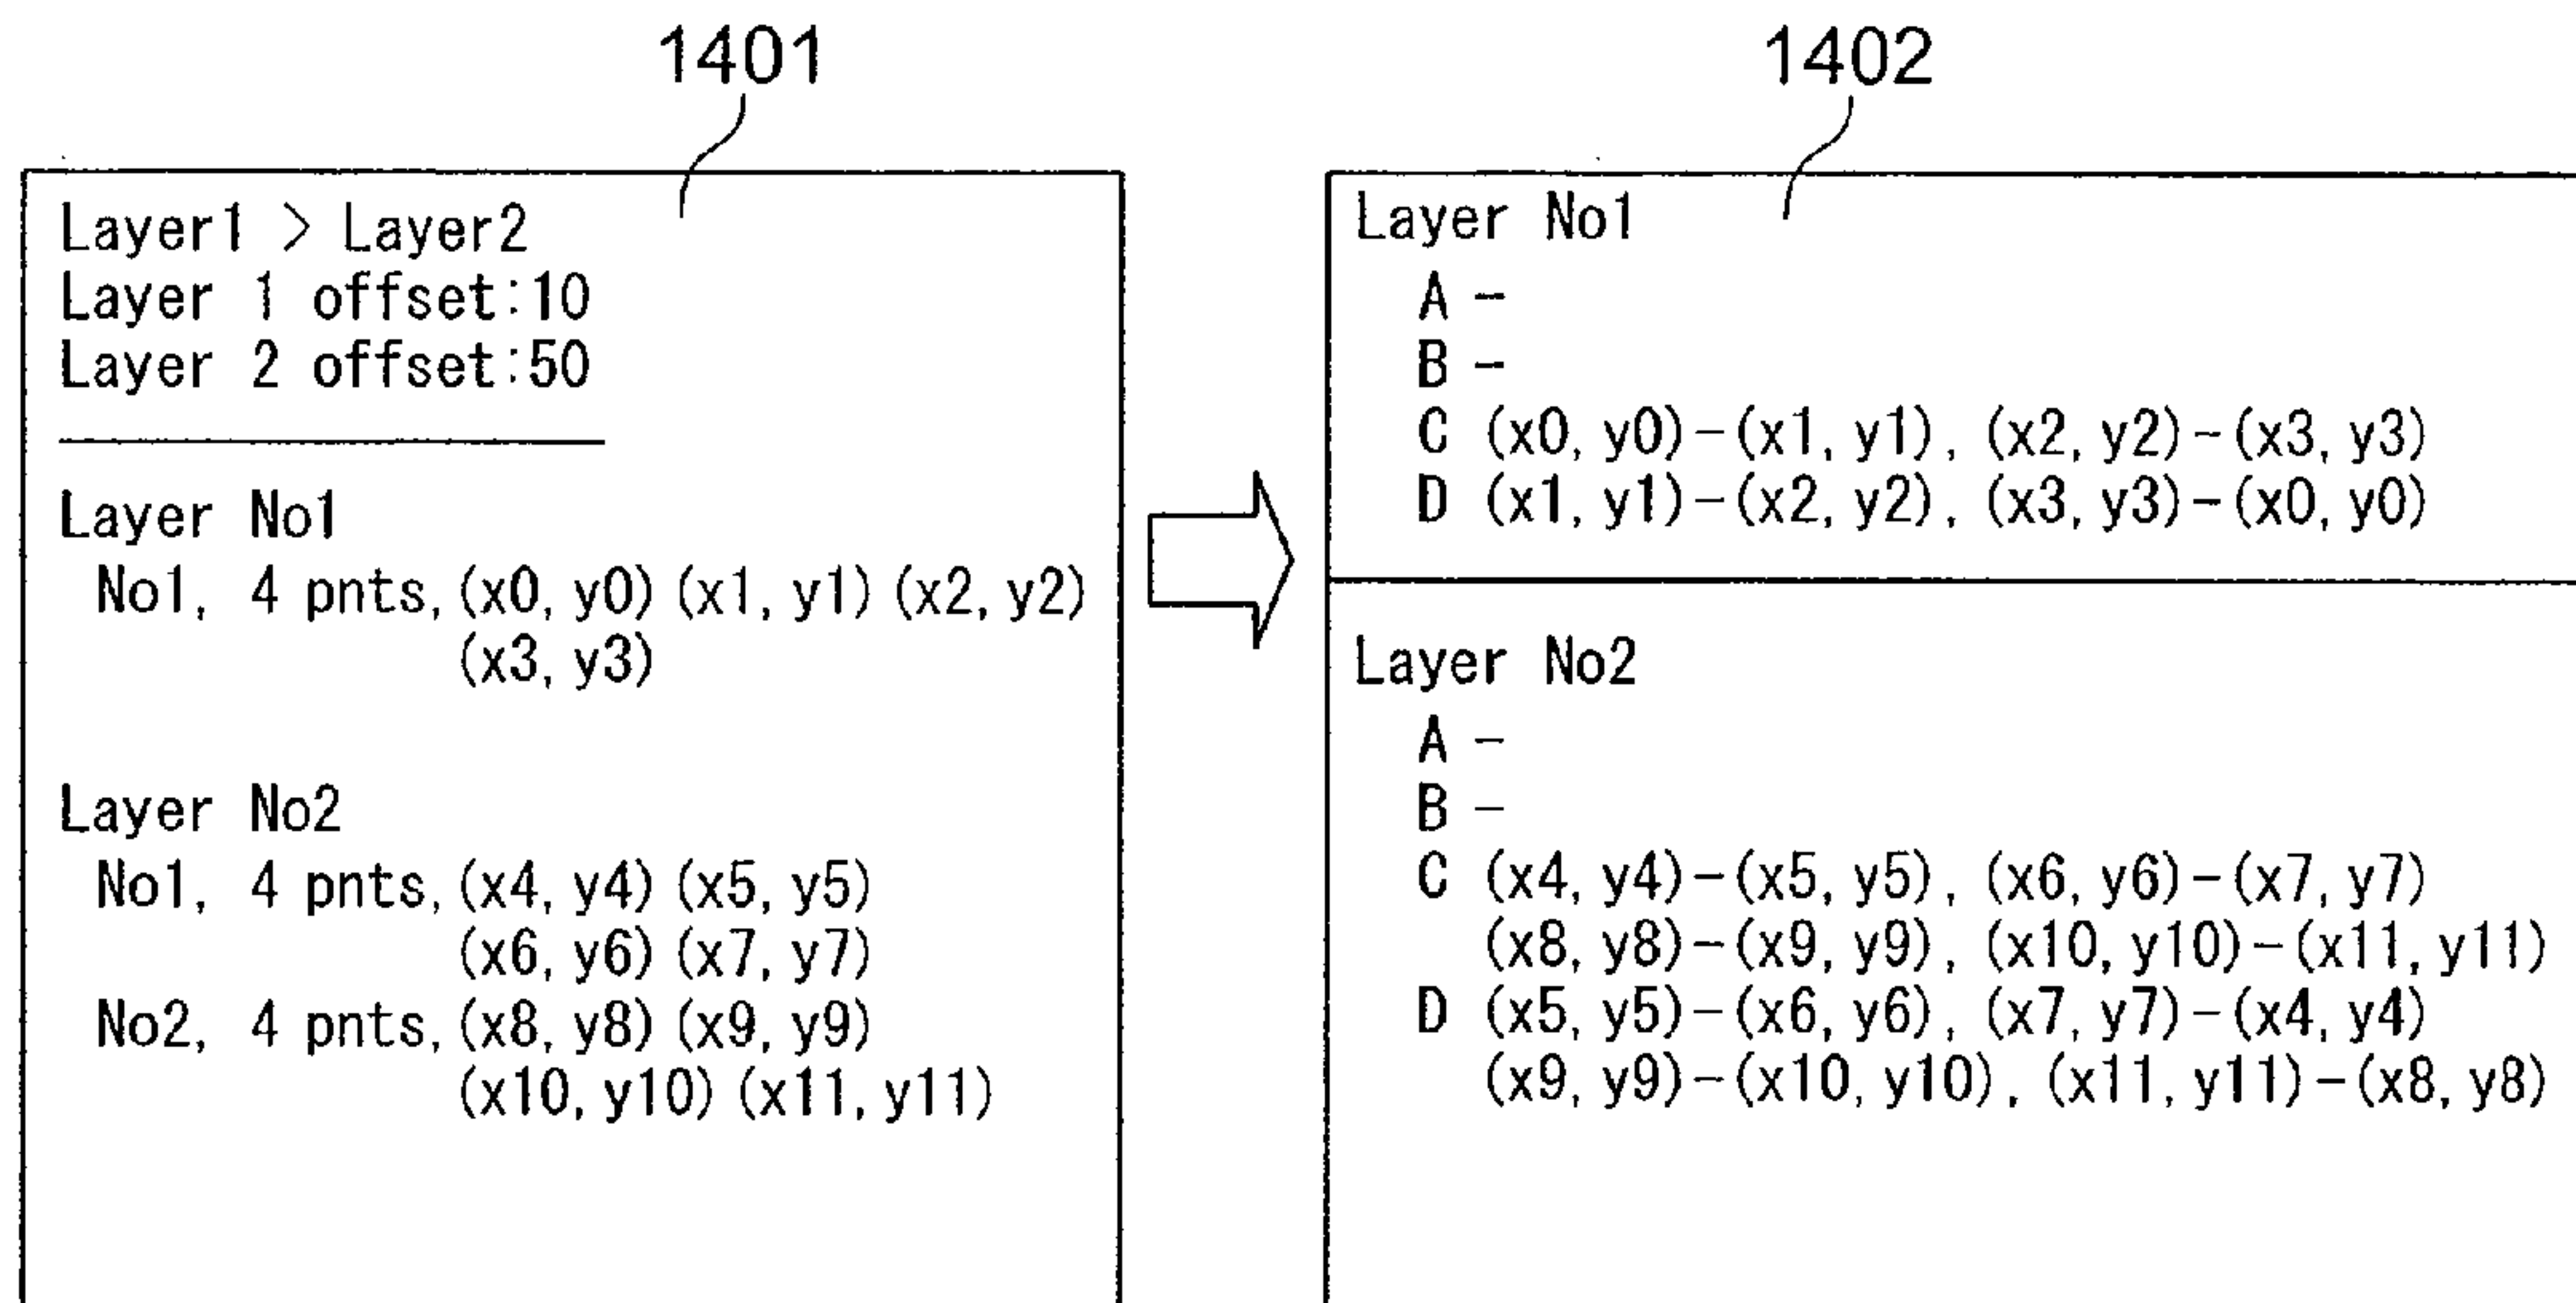 1401
Layer1 > Layer2
Layer 1 offset:10
Layer 2 offset:50
Layer No1
No1, 4 pnts, (x0, y0) (x1, y1) (x2, y2)
(x3, y3)
Layer No2
No1, 4 pnts, (x4, y4) (x5, y5)
(x6, y6) (x7, y7)
No2, 4 pnts, (x8, y8) (x9, y9)
(x10, y10) (x11, y11)
1402
Layer No1
A -
B -
C (x0, y0)-(x1, y1), (x2, y2)-(x3, y3)
D (x1, y1)-(x2, y2), (x3, y3)-(x0, y0)
Layer No2
A -
B -
C (x4, y4)-(x5, y5), (x6, y6)-(x7, y7)
(x8, y8)-(x9, y9), (x10, y10)-(x11, y11)
D (x5, y5)-(x6, y6), (x7, y7)-(x4, y4)
(x9, y9)-(x10, y10), (x11, y11)-(x8, y8)